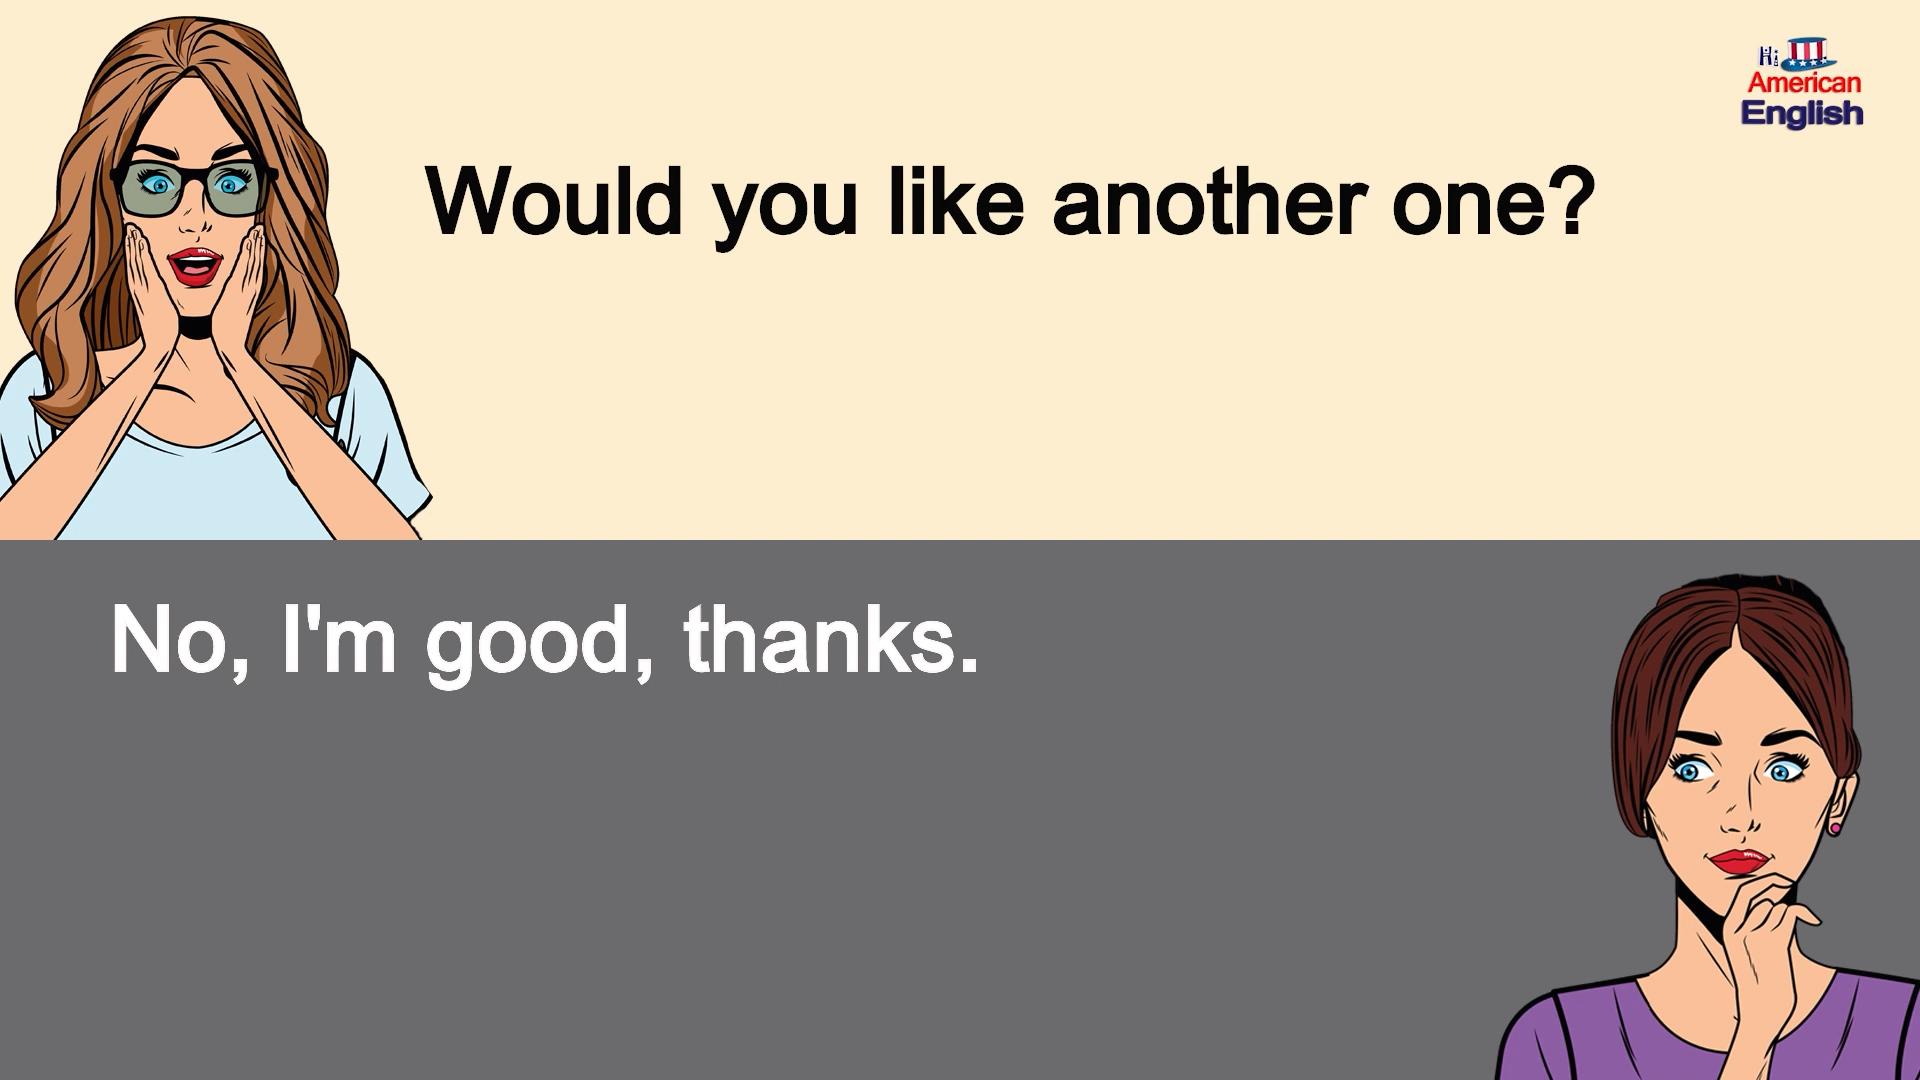 Hi
American
English
Would you like another one?
No, I'm good, thanks.